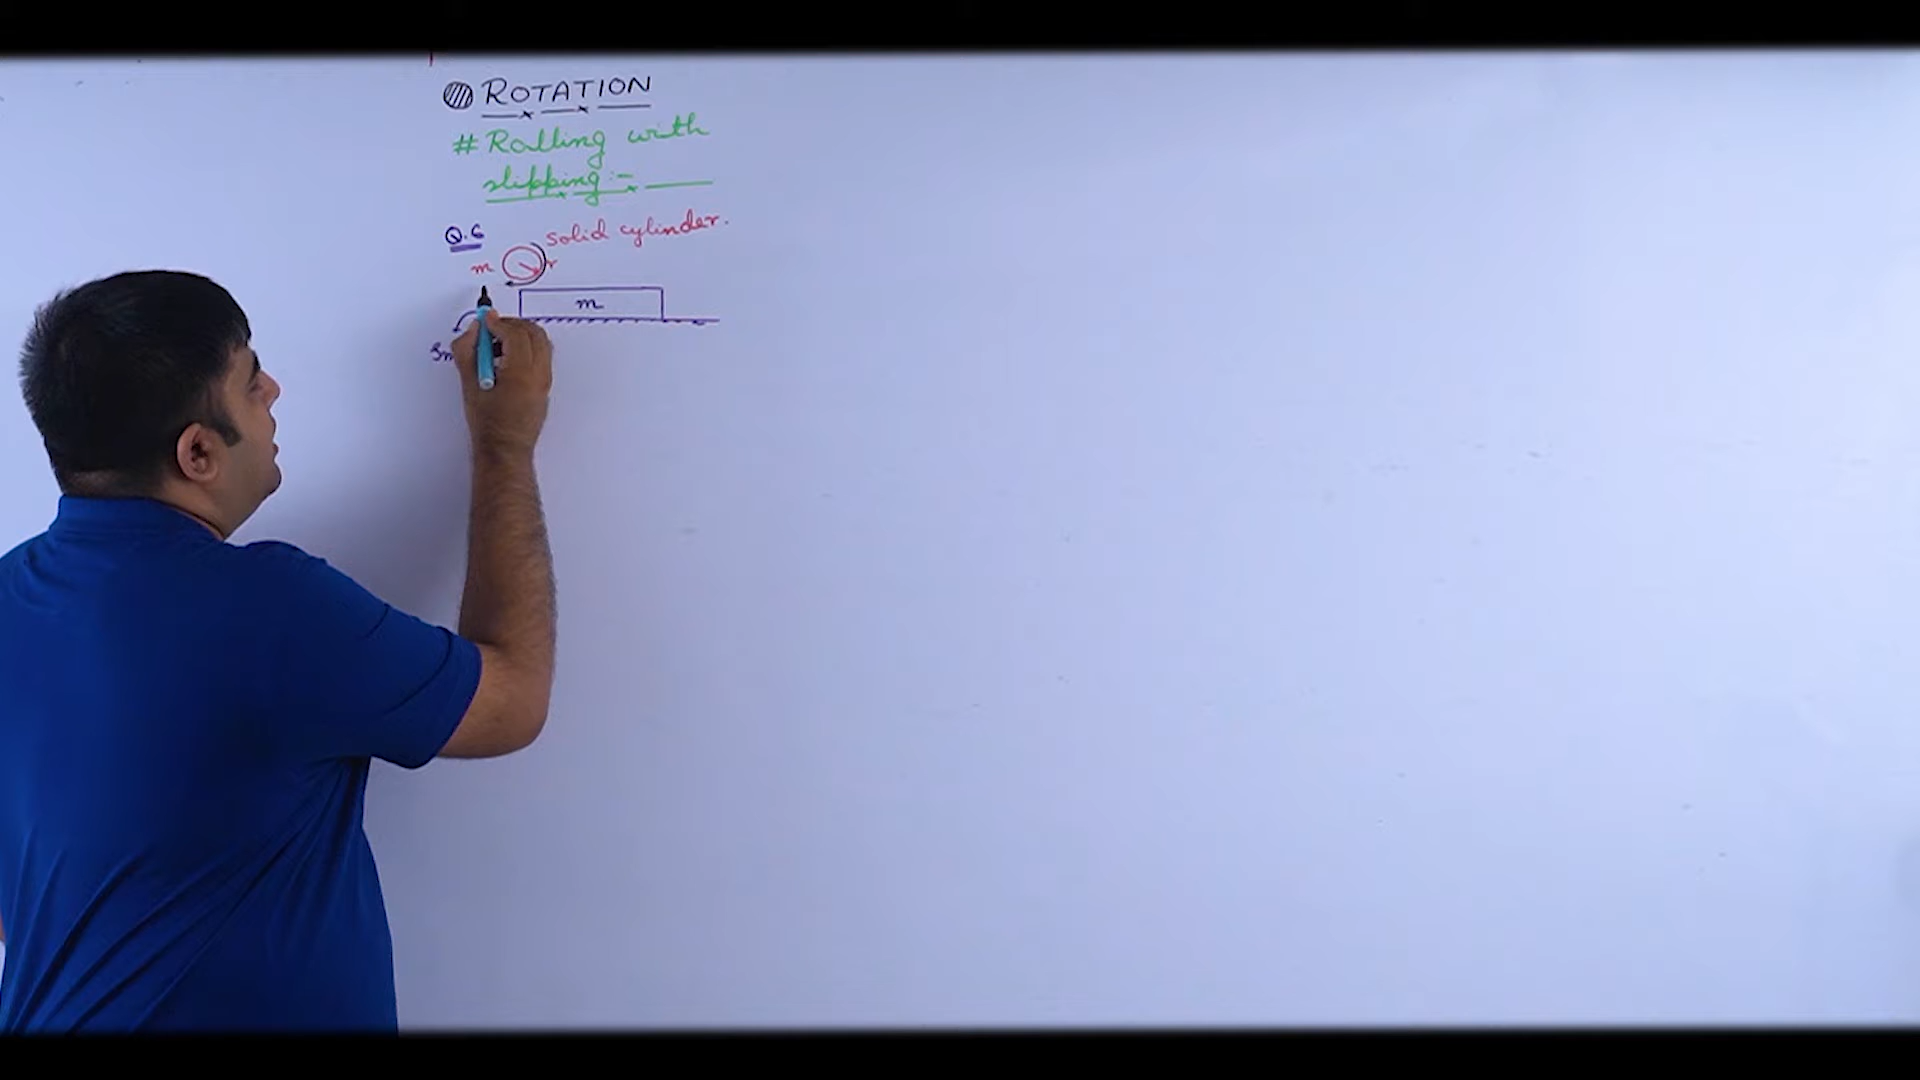 ROTATION
# Rolling with
slipping :-
Q.6
solid cylinder.
m r
m